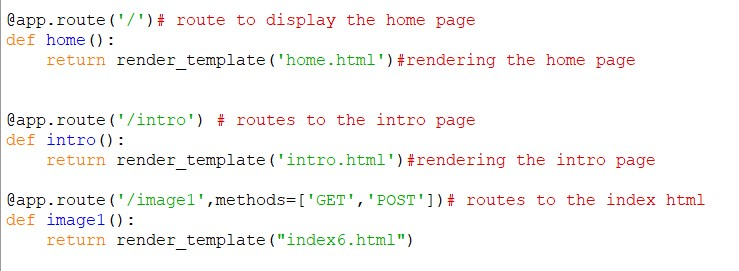 @app.route('/')# route to display the home page
def home():
    return render_template('home.html')#rendering the home page
@app.route('/intro') # routes to the intro page
def intro():
    return render_template('intro.html')#rendering the intro page
@app.route('/image1',methods=['GET','POST'])# routes to the index html
def image1():
    return render_template("index6.html")